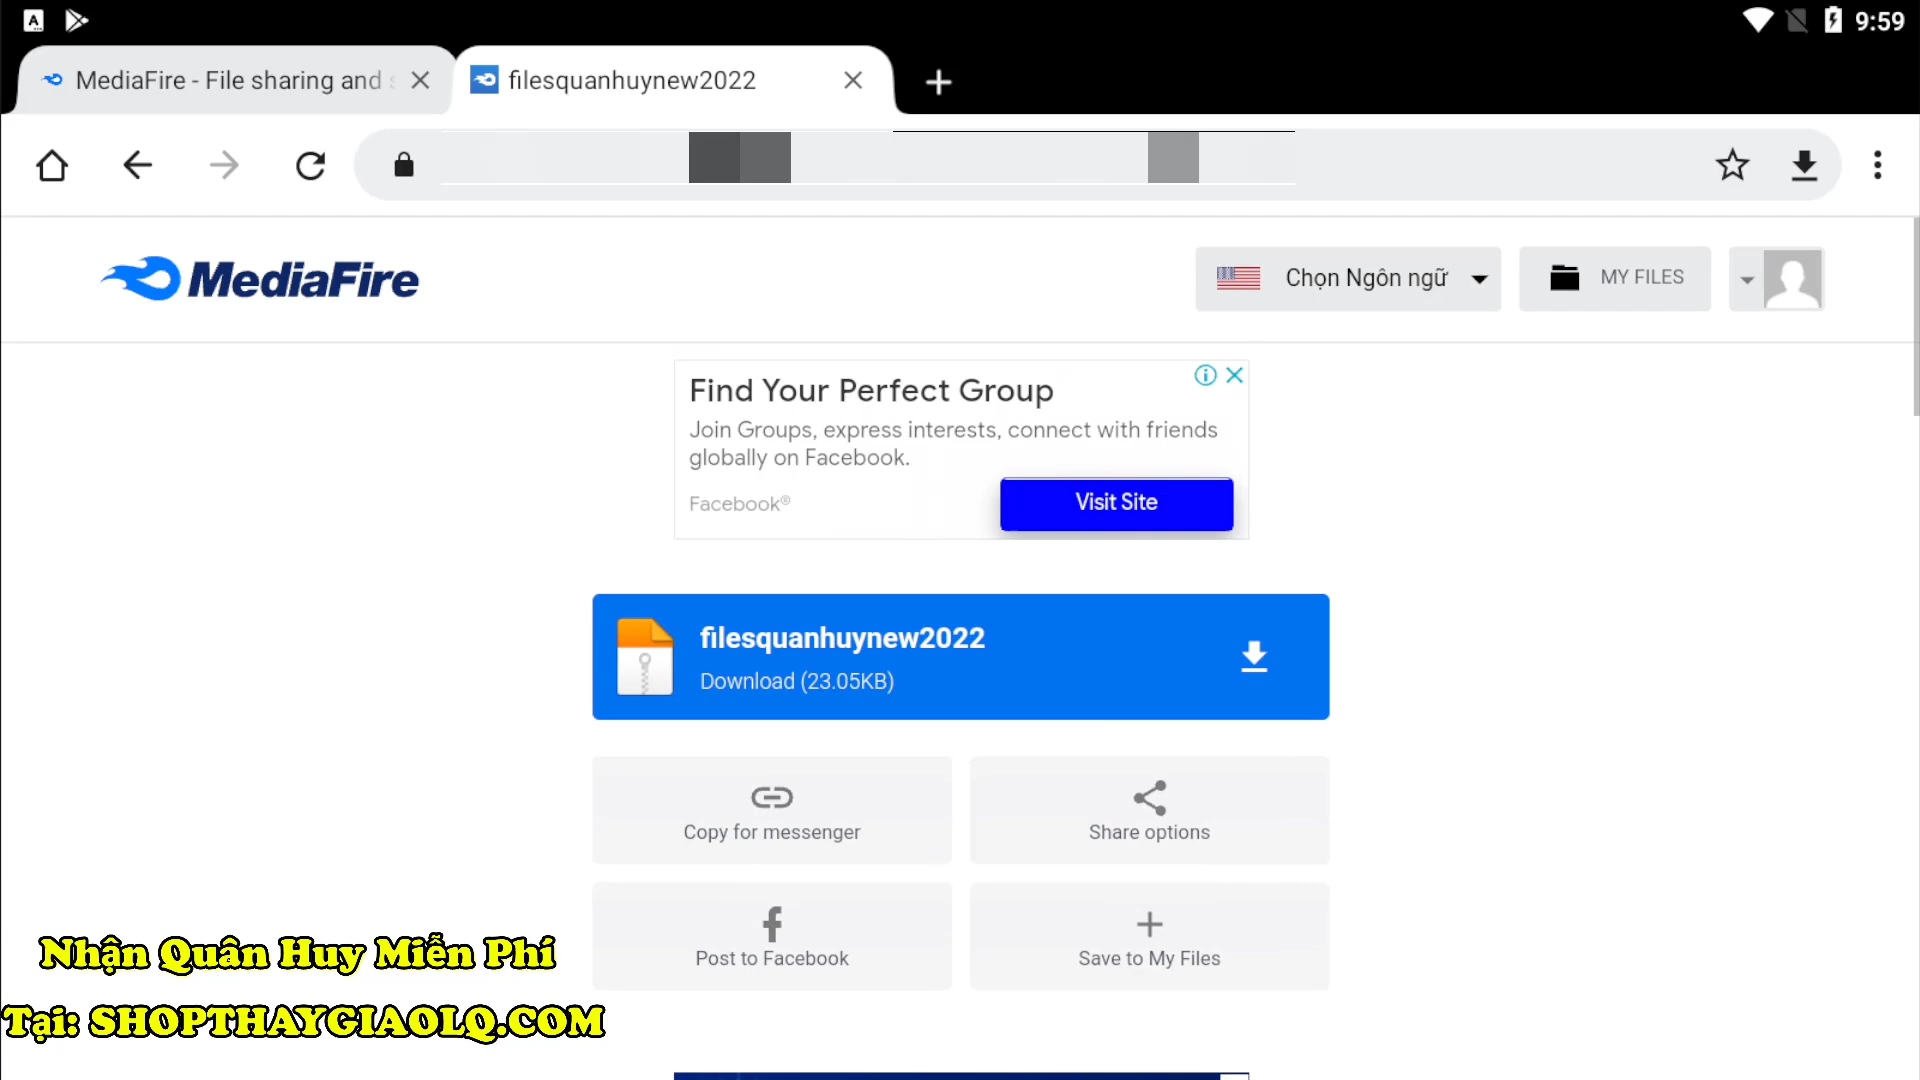 9:59
MediaFire - File sharing and
filesquanhuynew2022
MediaFire
Chọn Ngôn ngữ
MY FILES
Find Your Perfect Group
Join Groups, express interests, connect with friends
globally on Facebook.
Facebook®
Visit Site
filesquanhuynew2022
Download (23.05KB)
Copy for messenger
Share options
Post to Facebook
Save to My Files
Nhận Quân Huy Miễn Phí
Tại: SHOPTHAYGIAOLQ.COM